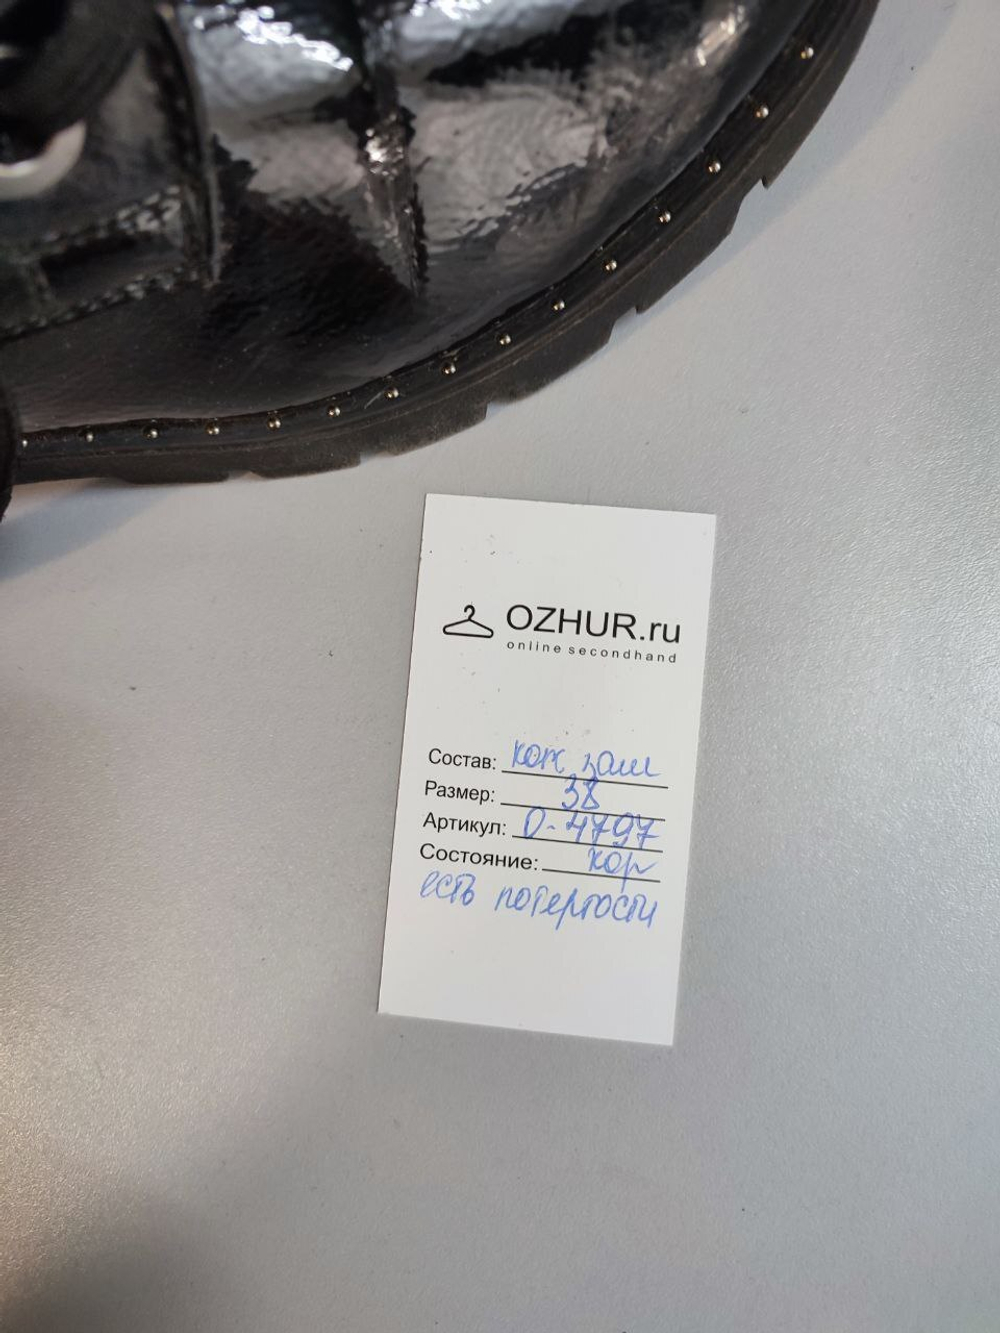 OZHUR.ru
online secondhand
Состав: кож зам
Размер: 38
Артикул: О-4797
Состояние: хор
есть потертости